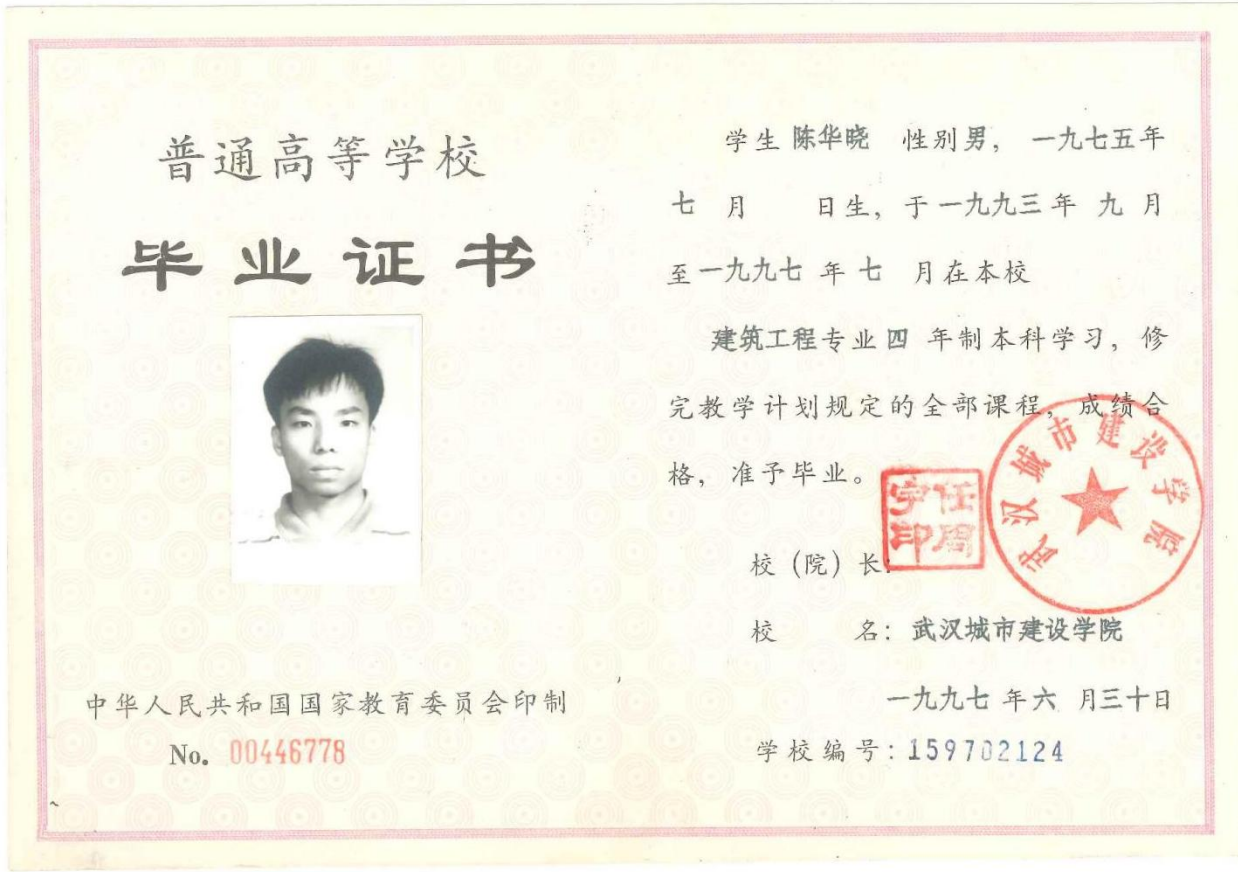 普通高等学校
毕业证书
中华人民共和国国家教育委员会印制
No. 00446778
学生 陈华晓 性别男，一九七五年
七 月 日生，于一九九三年 九 月
至一九九七 年 七 月在本校
建筑工程专业 四 年制本科学习，修
完教学计划规定的全部课程，成绩合
格，准予毕业。
校（院）长：
任周宇印
武汉城市建设学院
校 名：武汉城市建设学院
一九九七 年 六 月三十日
学校编号：159702124